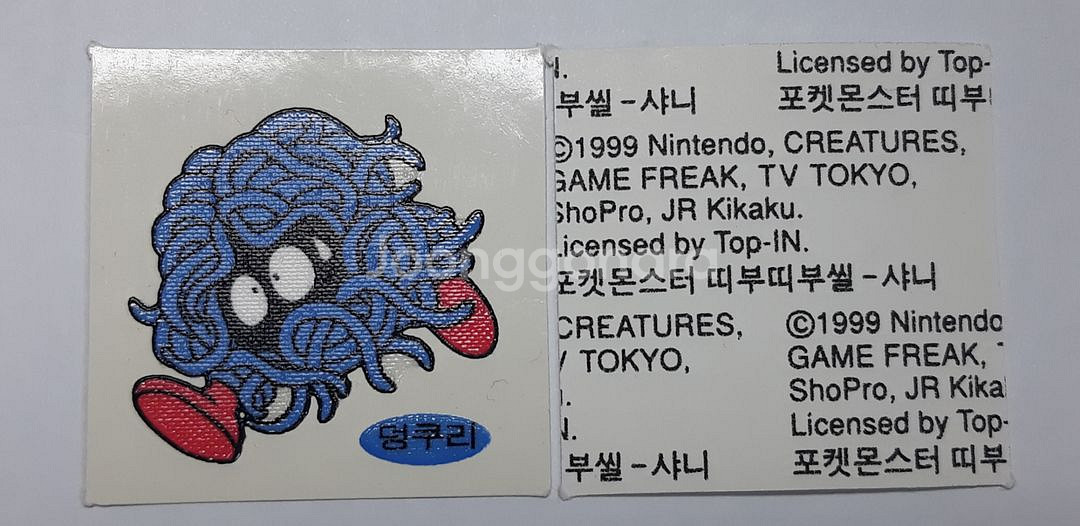 덩쿠리
Licensed by Top-
부씰 - 샤니
포켓몬스터 띠부
©1999 Nintendo, CREATURES,
GAME FREAK, TV TOKYO,
ShoPro, JR Kikaku.
Licensed by Top-IN.
포켓몬스터 띠부띠부씰 - 샤니
CREATURES,
©1999 Nintendo
TOKYO,
GAME FREAK,
ShoPro, JR Kika
Licensed by Top-
부씰 - 샤니
포켓몬스터 띠부
Joonggonara